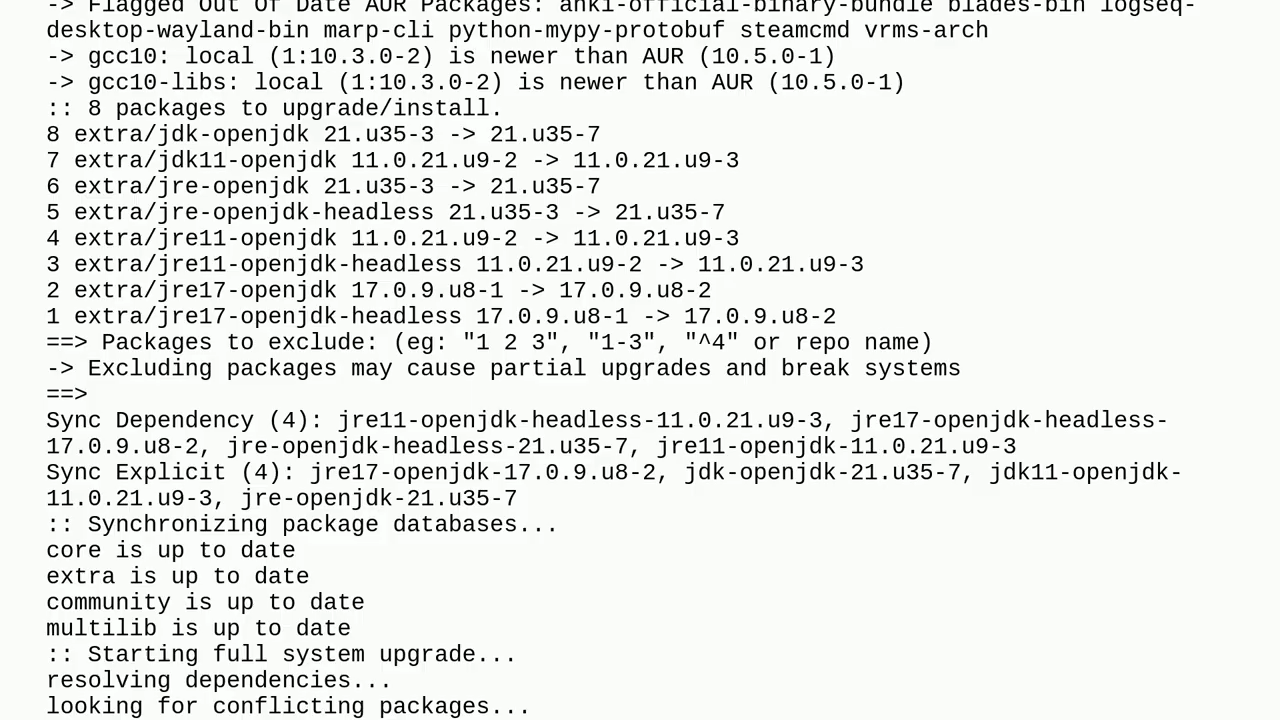 -> Flagged Out Of Date AUR Packages: anki-official-binary-bundle blades-bin logseq-
desktop-wayland-bin marp-cli python-mypy-protobuf steamcmd vrms-arch
-> gcc10: local (1:10.3.0-2) is newer than AUR (10.5.0-1)
-> gcc10-libs: local (1:10.3.0-2) is newer than AUR (10.5.0-1)
:: 8 packages to upgrade/install.
8 extra/jdk-openjdk 21.u35-3 -> 21.u35-7
7 extra/jdk11-openjdk 11.0.21.u9-2 -> 11.0.21.u9-3
6 extra/jre-openjdk 21.u35-3 -> 21.u35-7
5 extra/jre-openjdk-headless 21.u35-3 -> 21.u35-7
4 extra/jre11-openjdk 11.0.21.u9-2 -> 11.0.21.u9-3
3 extra/jre11-openjdk-headless 11.0.21.u9-2 -> 11.0.21.u9-3
2 extra/jre17-openjdk 17.0.9.u8-1 -> 17.0.9.u8-2
1 extra/jre17-openjdk-headless 17.0.9.u8-1 -> 17.0.9.u8-2
==> Packages to exclude: (eg: "1 2 3", "1-3", "^4" or repo name)
-> Excluding packages may cause partial upgrades and break systems
==>
Sync Dependency (4): jre11-openjdk-headless-11.0.21.u9-3, jre17-openjdk-headless-
17.0.9.u8-2, jre-openjdk-headless-21.u35-7, jre11-openjdk-11.0.21.u9-3
Sync Explicit (4): jre17-openjdk-17.0.9.u8-2, jdk-openjdk-21.u35-7, jdk11-openjdk-
11.0.21.u9-3, jre-openjdk-21.u35-7
:: Synchronizing package databases...
core is up to date
extra is up to date
community is up to date
multilib is up to date
:: Starting full system upgrade...
resolving dependencies...
looking for conflicting packages...